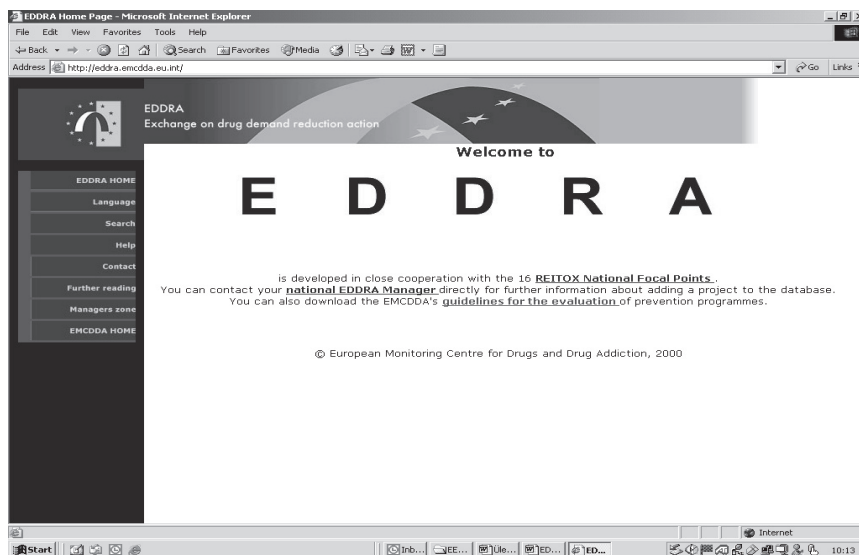 EDDRA Home Page - Microsoft Internet Explorer
File Edit View Favorites Tools Help
Back Search Favorites Media
Address http://eddra.emcdda.eu.int/ Go Links
EDDRA
Exchange on drug demand reduction action
Welcome to
E D D R A
EDDRA HOME
Language
Search
Help
Contact
Further reading
Managers zone
EMCDDA HOME
is developed in close cooperation with the 16 REITOX National Focal Points .
You can contact your national EDDRA Manager directly for further information about adding a project to the database.
You can also download the EMCDDA's guidelines for the evaluation of prevention programmes.
© European Monitoring Centre for Drugs and Drug Addiction, 2000
Internet
Start Inb... EE... Üle... ED... ED... 10:13